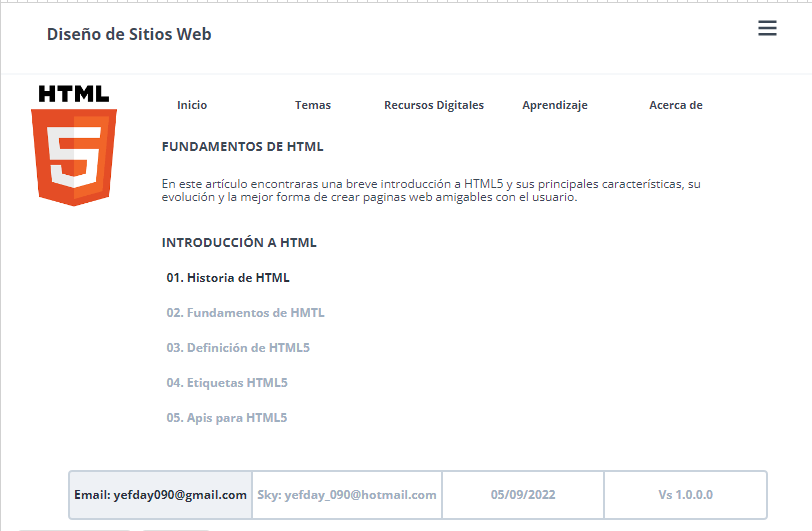 Diseño de Sitios Web
HTML
5
Inicio Temas Recursos Digitales Aprendizaje Acerca de
FUNDAMENTOS DE HTML
En este artículo encontraras una breve introducción a HTML5 y sus principales características, su
evolución y la mejor forma de crear paginas web amigables con el usuario.
INTRODUCCIÓN A HTML
01. Historia de HTML
02. Fundamentos de HMTL
03. Definición de HTML5
04. Etiquetas HTML5
05. Apis para HTML5
Email: yefday090@gmail.com Sky: yefday_090@hotmail.com 05/09/2022 Vs 1.0.0.0